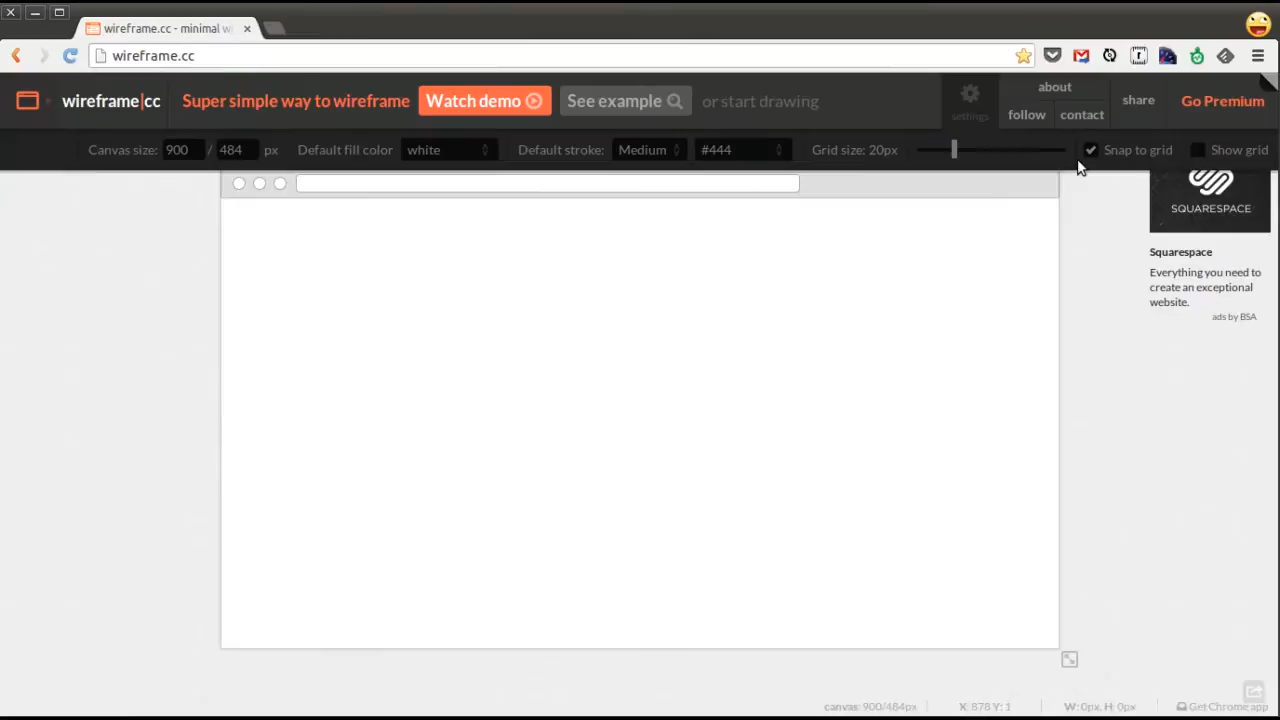 wireframe.cc - minimal w
wireframe.cc
wireframe|cc
Super simple way to wireframe
Watch demo
See example
or start drawing
settings
about
follow
contact
share
Go Premium
Canvas size: 900 / 484 px
Default fill color white
Default stroke: Medium #444
Grid size: 20px
Snap to grid
Show grid
SQUARESPACE
Squarespace
Everything you need to
create an exceptional
website.
ads by BSA
canvas: 900/484px
X: 878 Y: 1
W: 0px, H: 0px
Get Chrome app